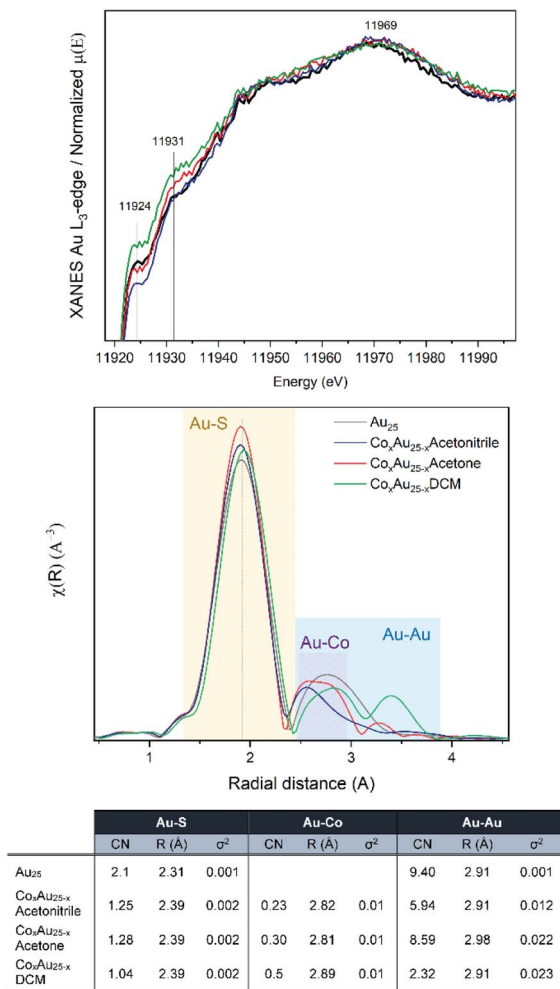 XANES Au L₃-edge / Normalized μ(E)
11969
11931
11924
11920 11930 11940 11950 11960 11970 11980 11990
Energy (eV)
χ(R) (A⁻³)
Au-S
Au₂₅
CoₓAu₂₅₋ₓAcetonitrile
CoₓAu₂₅₋ₓAcetone
CoₓAu₂₅₋ₓDCM
Au-Co
Au-Au
1 2 3 4
Radial distance (A)
Au-S Au-Co Au-Au
CN R (Å) σ² CN R (Å) σ² CN R (Å) σ²
Au₂₅ 2.1 2.31 0.001 9.40 2.91 0.001
CoₓAu₂₅₋ₓ
Acetonitrile 1.25 2.39 0.002 0.23 2.82 0.01 5.94 2.91 0.012
CoₓAu₂₅₋ₓ
Acetone 1.28 2.39 0.002 0.30 2.81 0.01 8.59 2.98 0.022
CoₓAu₂₅₋ₓ
DCM 1.04 2.39 0.002 0.5 2.89 0.01 2.32 2.91 0.023